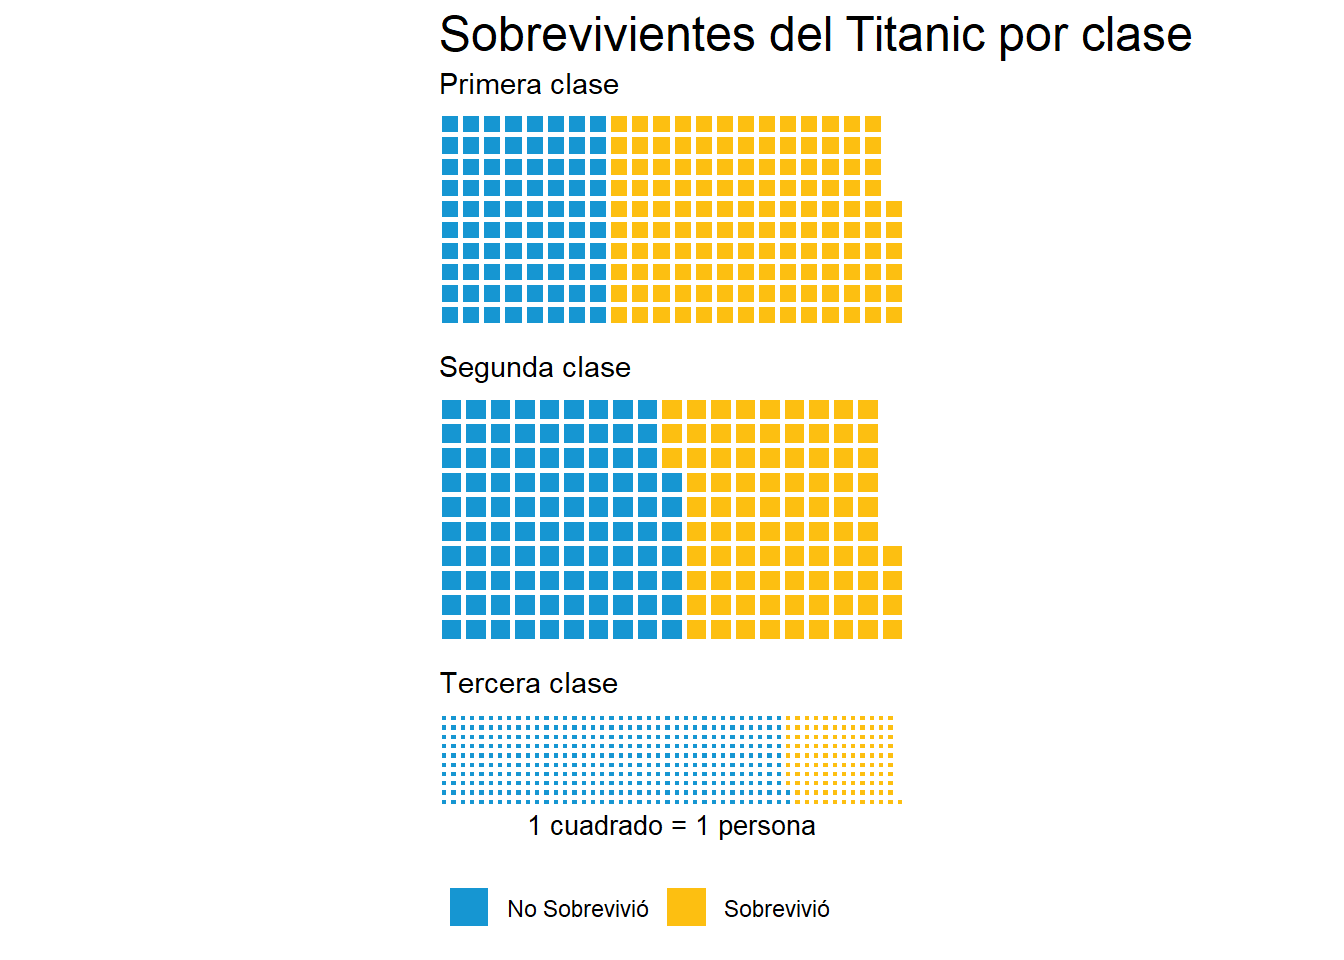 Sobrevivientes del Titanic por clase
Primera clase
Segunda clase
Tercera clase
1 cuadrado = 1 persona
No Sobrevivió
Sobrevivió